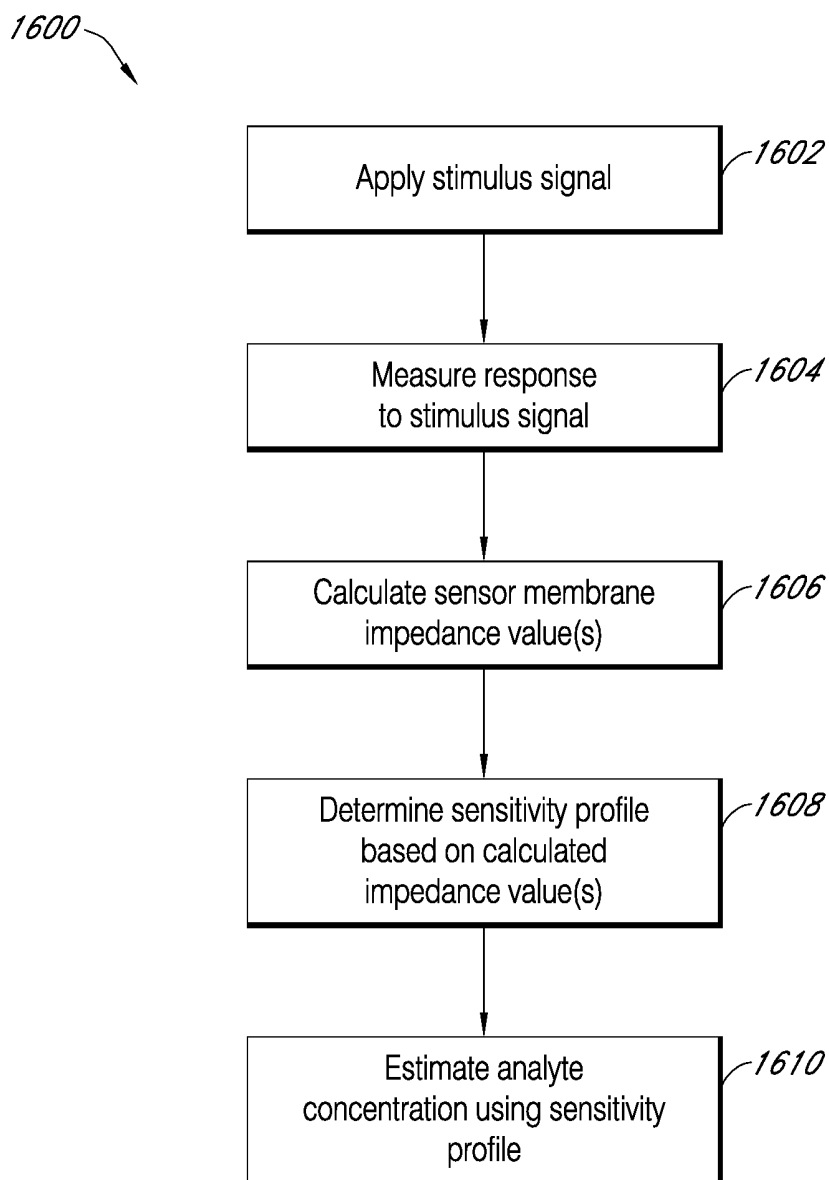 1600
Apply stimulus signal
1602
Measure response
to stimulus signal
1604
Calculate sensor membrane
impedance value(s)
1606
Determine sensitivity profile
based on calculated
impedance value(s)
1608
Estimate analyte
concentration using sensitivity
profile
1610